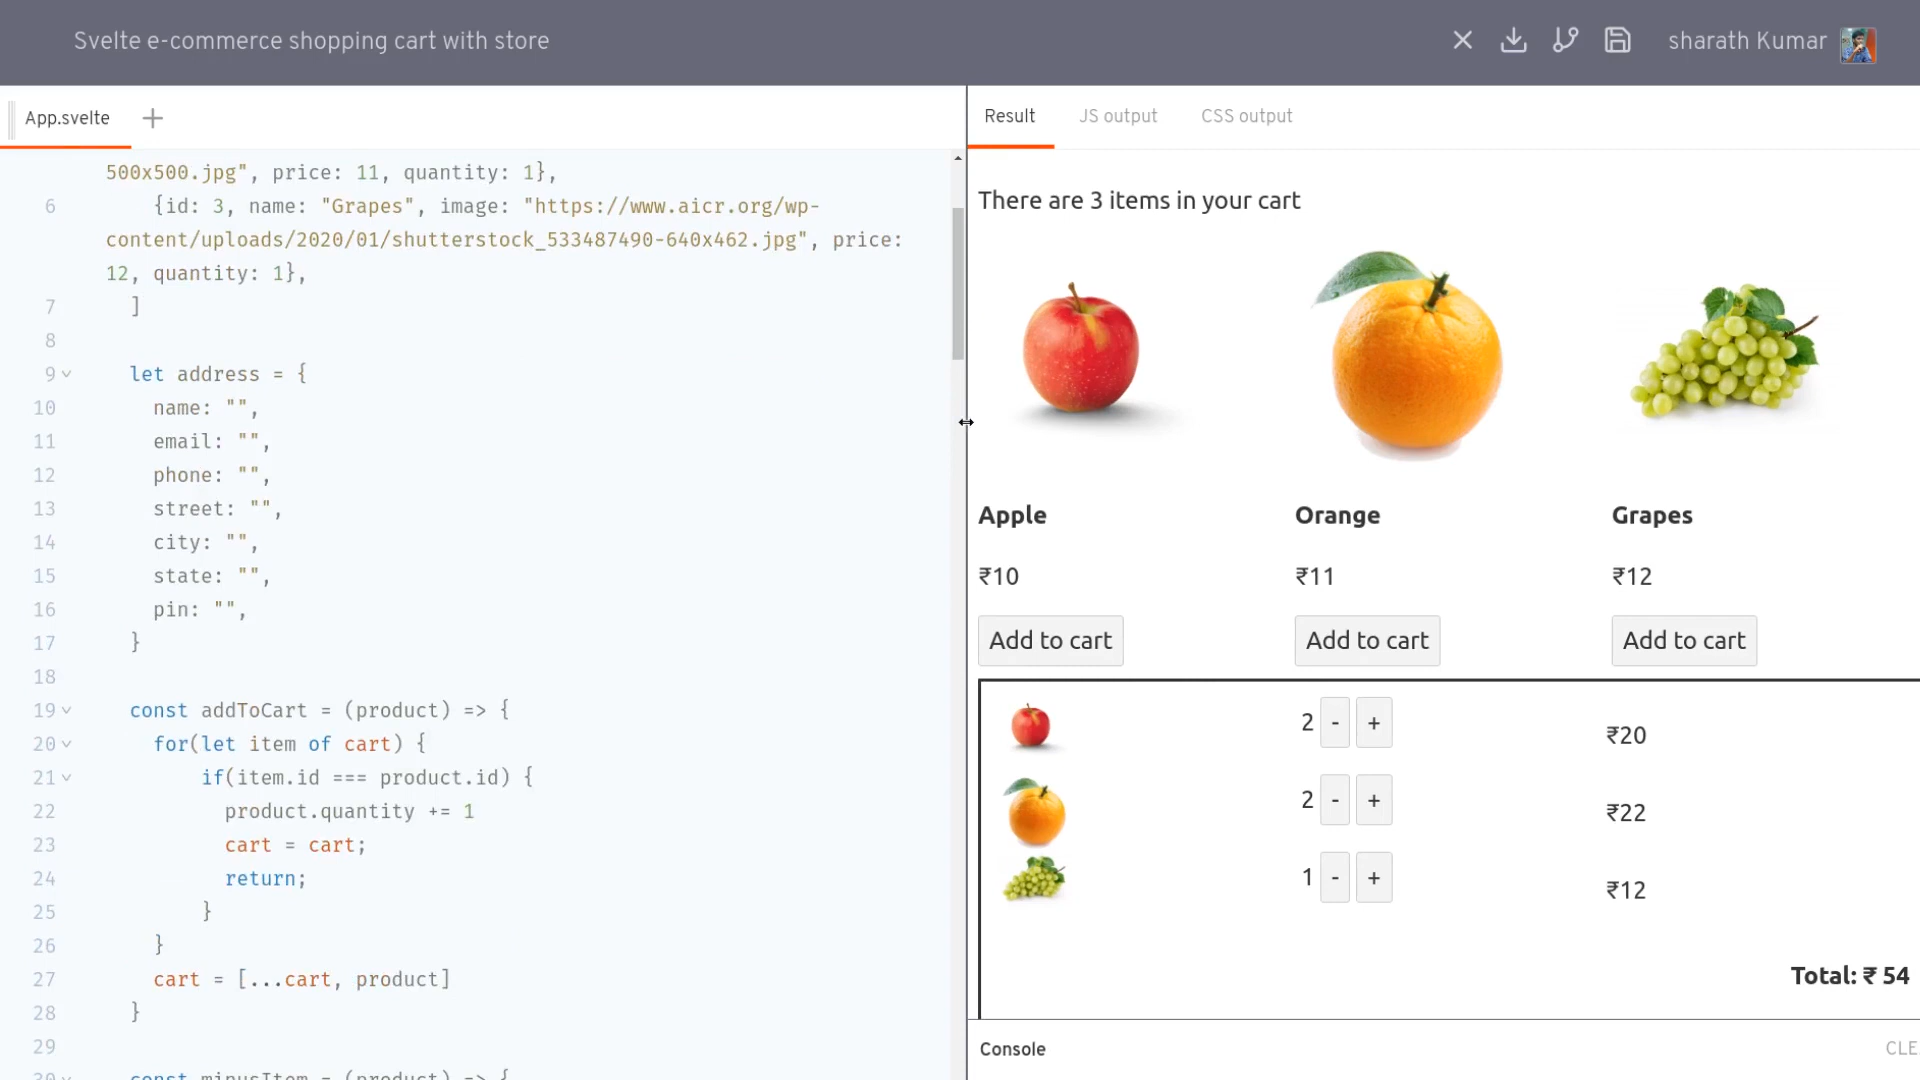 Svelte e-commerce shopping cart with store
sharath Kumar
App.svelte
500x500.jpg", price: 11, quantity: 1},
6 {id: 3, name: "Grapes", image: "https://www.aicr.org/wp-
content/uploads/2020/01/shutterstock_533487490-640x462.jpg", price:
12, quantity: 1},
7 ]
8
9 let address = {
10 name: "",
11 email: "",
12 phone: "",
13 street: "",
14 city: "",
15 state: "",
16 pin: "",
17 }
18
19 const addToCart = (product) => {
20 for(let item of cart) {
21 if(item.id === product.id) {
22 product.quantity += 1
23 cart = cart;
24 return;
25 }
26 }
27 cart = [...cart, product]
28 }
29
30 const minusItem = (product) => {
Result JS output CSS output
There are 3 items in your cart
Apple Orange Grapes
₹10 ₹11 ₹12
Add to cart Add to cart Add to cart
2 - + ₹20
2 - + ₹22
1 - + ₹12
Total: ₹ 54
Console
CLE